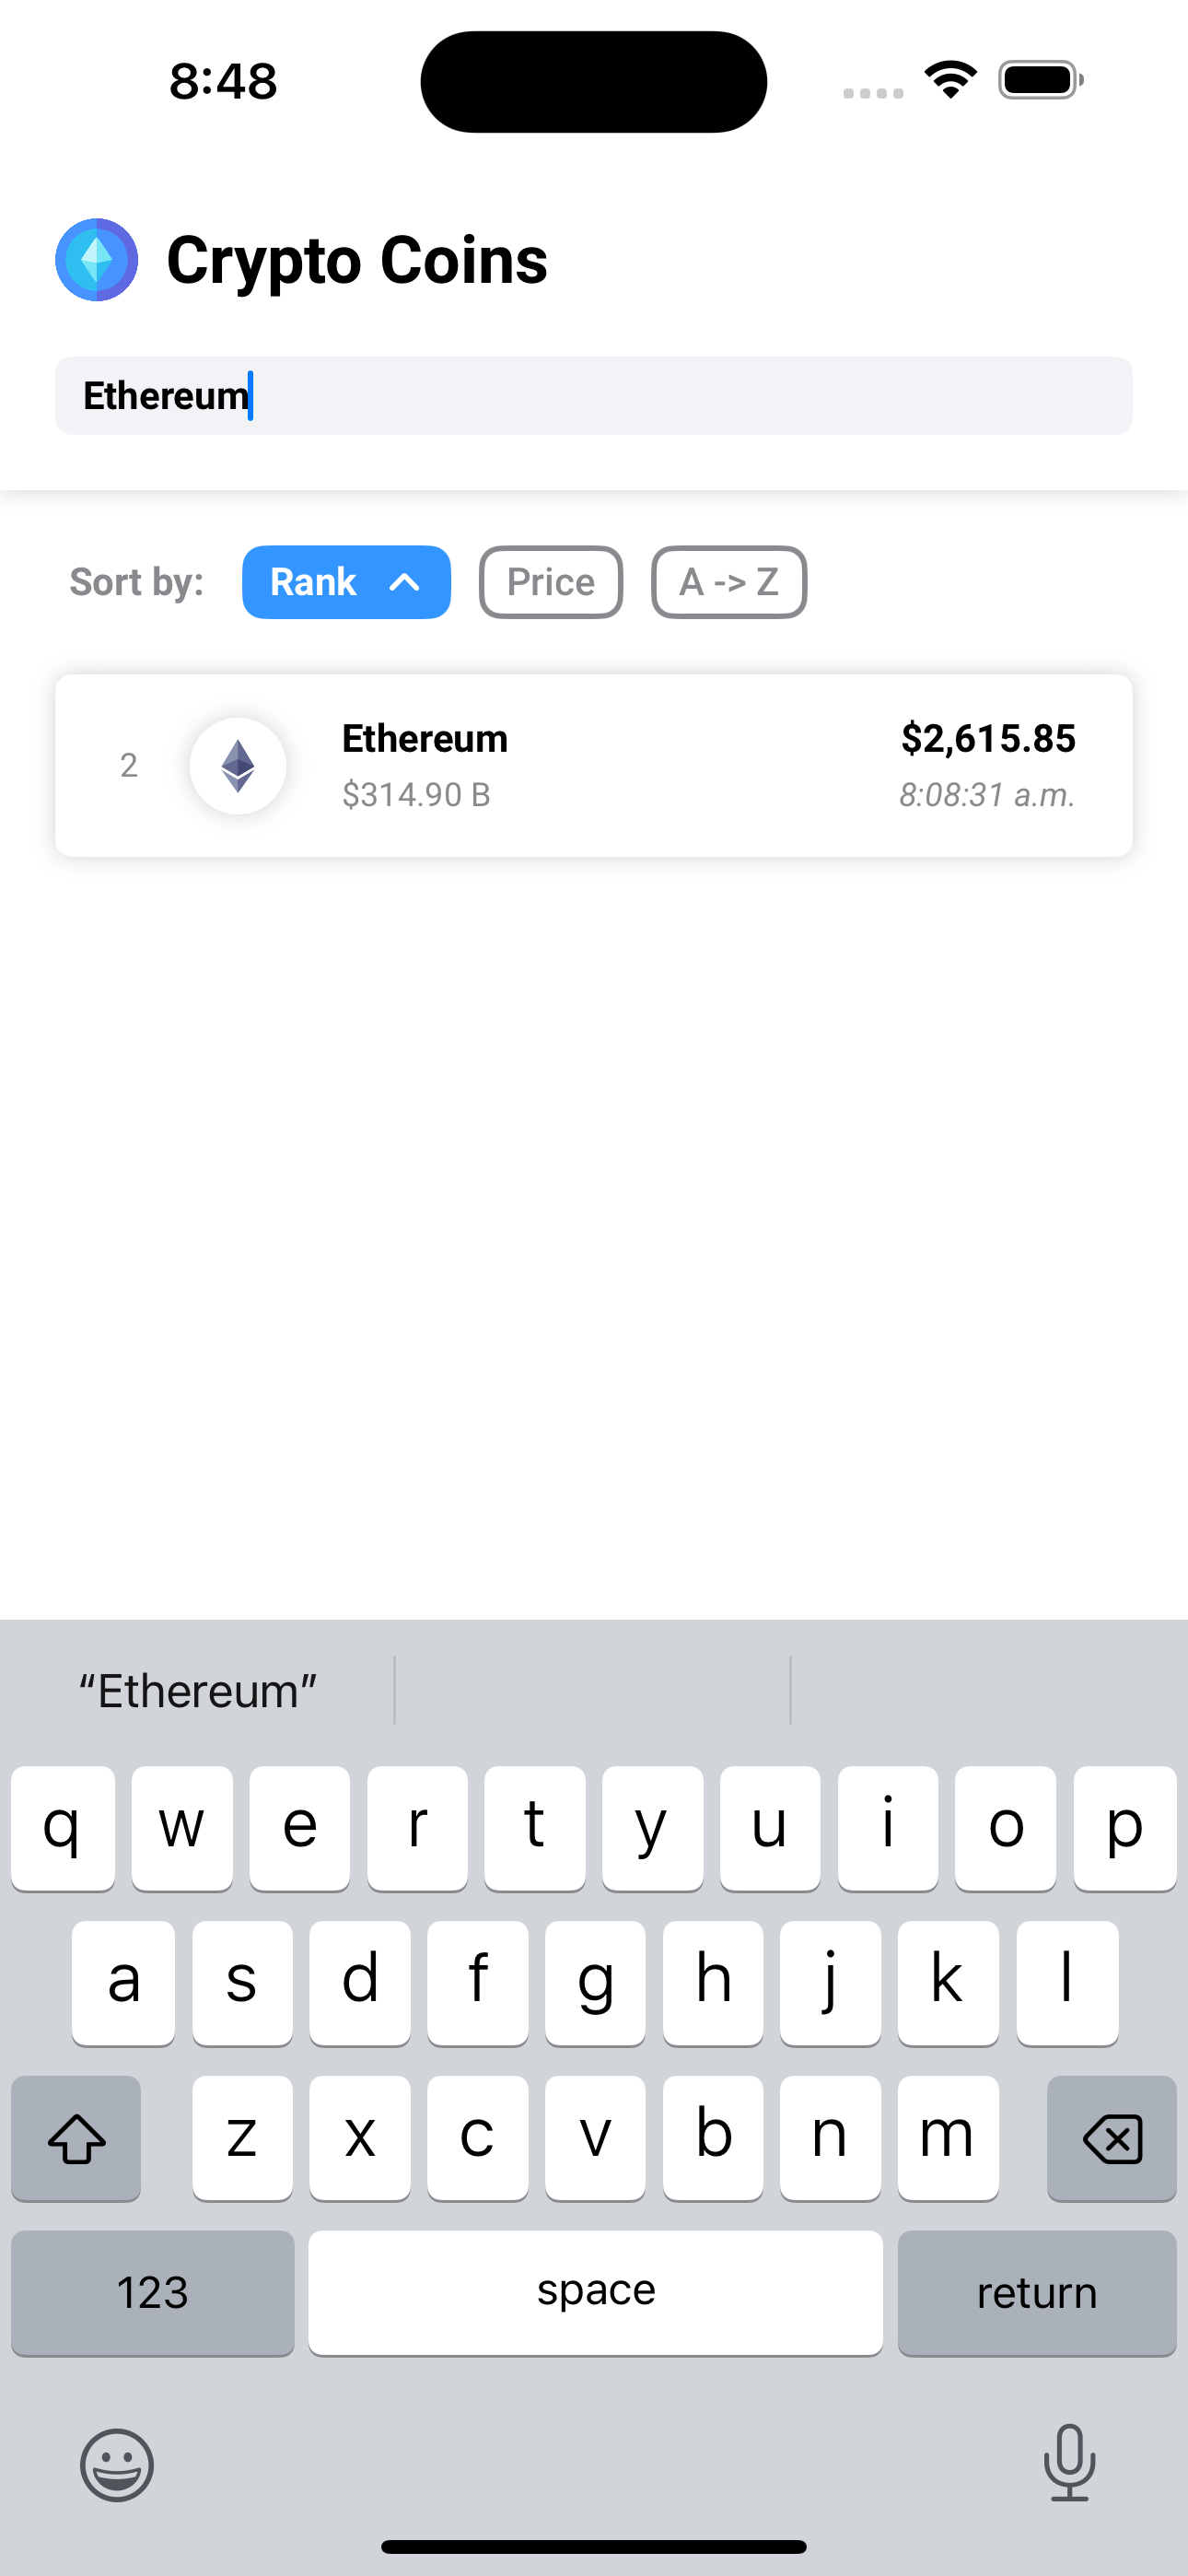 8:48
Crypto Coins
Ethereum
Sort by: Rank Price A -> Z
2 Ethereum $2,615.85
$314.90 B 8:08:31 a.m.
“Ethereum”
q w e r t y u i o p
a s d f g h j k l
z x c v b n m
123 space return